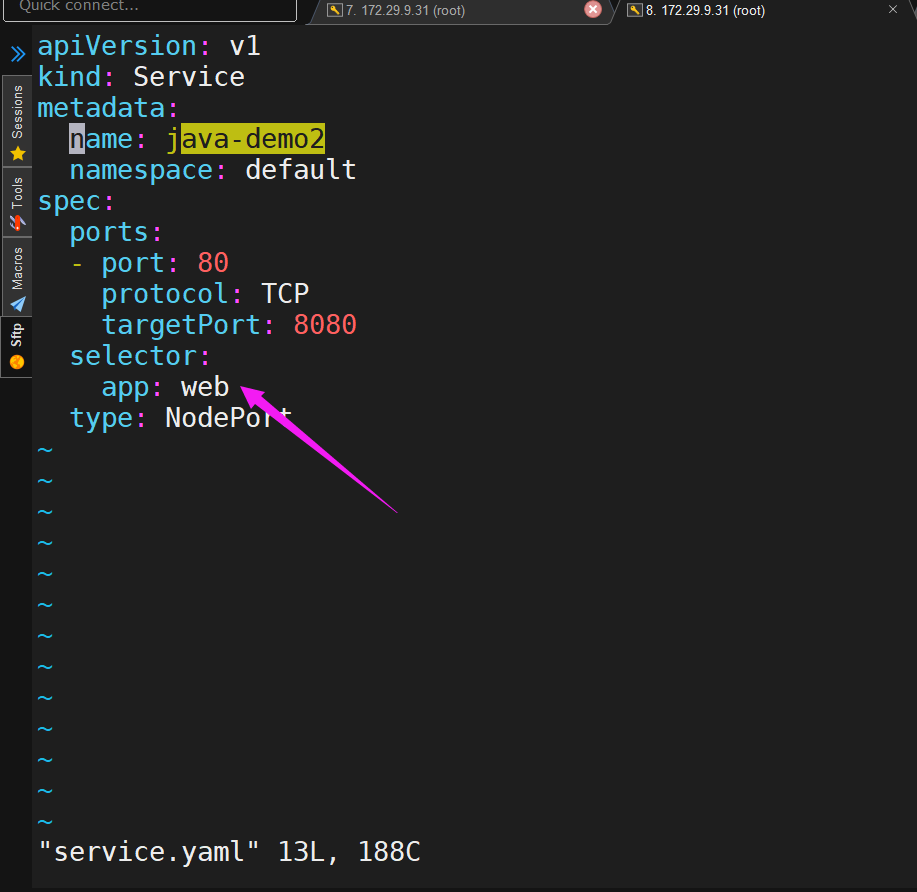 Quick connect...
7. 172.29.9.31 (root)
8. 172.29.9.31 (root)
Sessions
Tools
Macros
Sftp
apiVersion: v1
kind: Service
metadata:
  name: java-demo2
  namespace: default
spec:
  ports:
  - port: 80
    protocol: TCP
    targetPort: 8080
  selector:
    app: web
  type: NodePort
~
~
~
~
~
~
~
~
~
~
~
~
~
"service.yaml" 13L, 188C